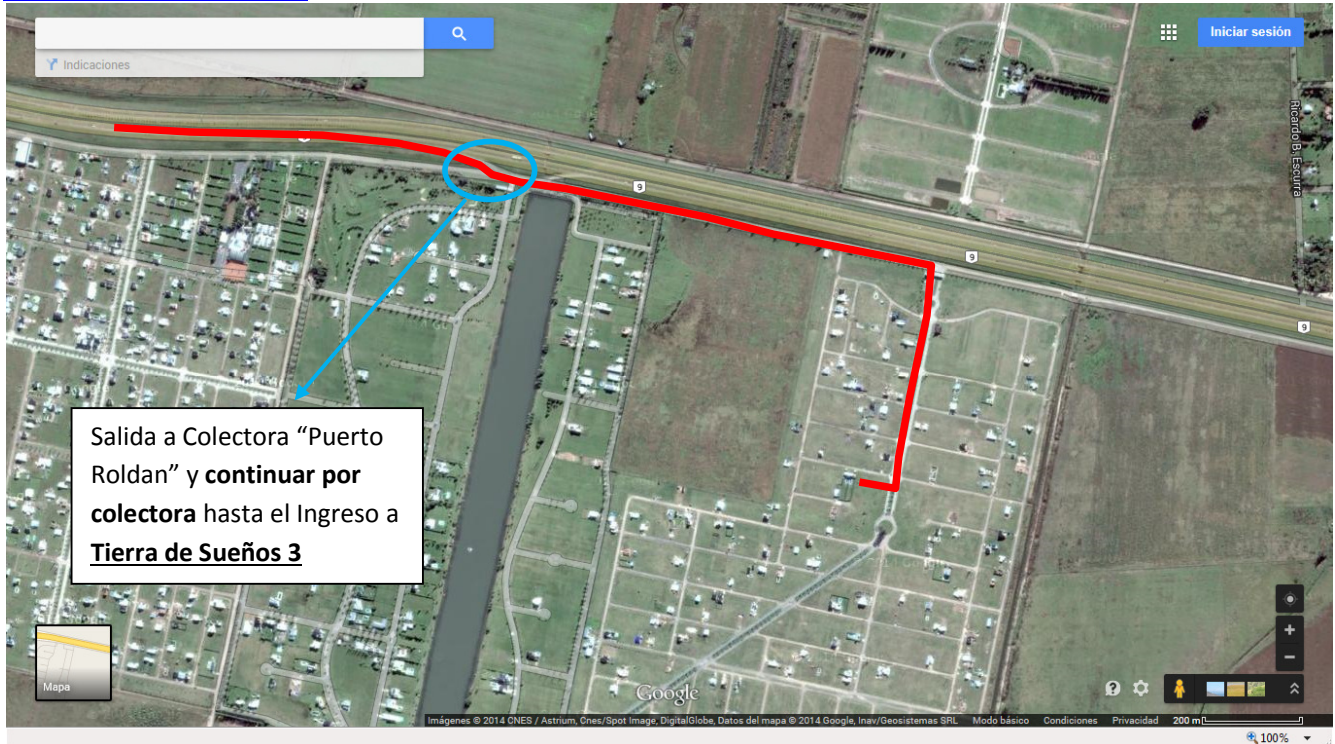 Iniciar sesión
Indicaciones
Ricardo B. Escurra
9
9
9
Salida a Colectora “Puerto
Roldan” y continuar por
colectora hasta el Ingreso a
Tierra de Sueños 3
Mapa
Google
Imágenes © 2014 CNES / Astrium, Cnes/Spot Image, DigitalGlobe, Datos del mapa © 2014 Google, Inav/Geosistemas SRL Modo básico Condiciones Privacidad 200 m
100%